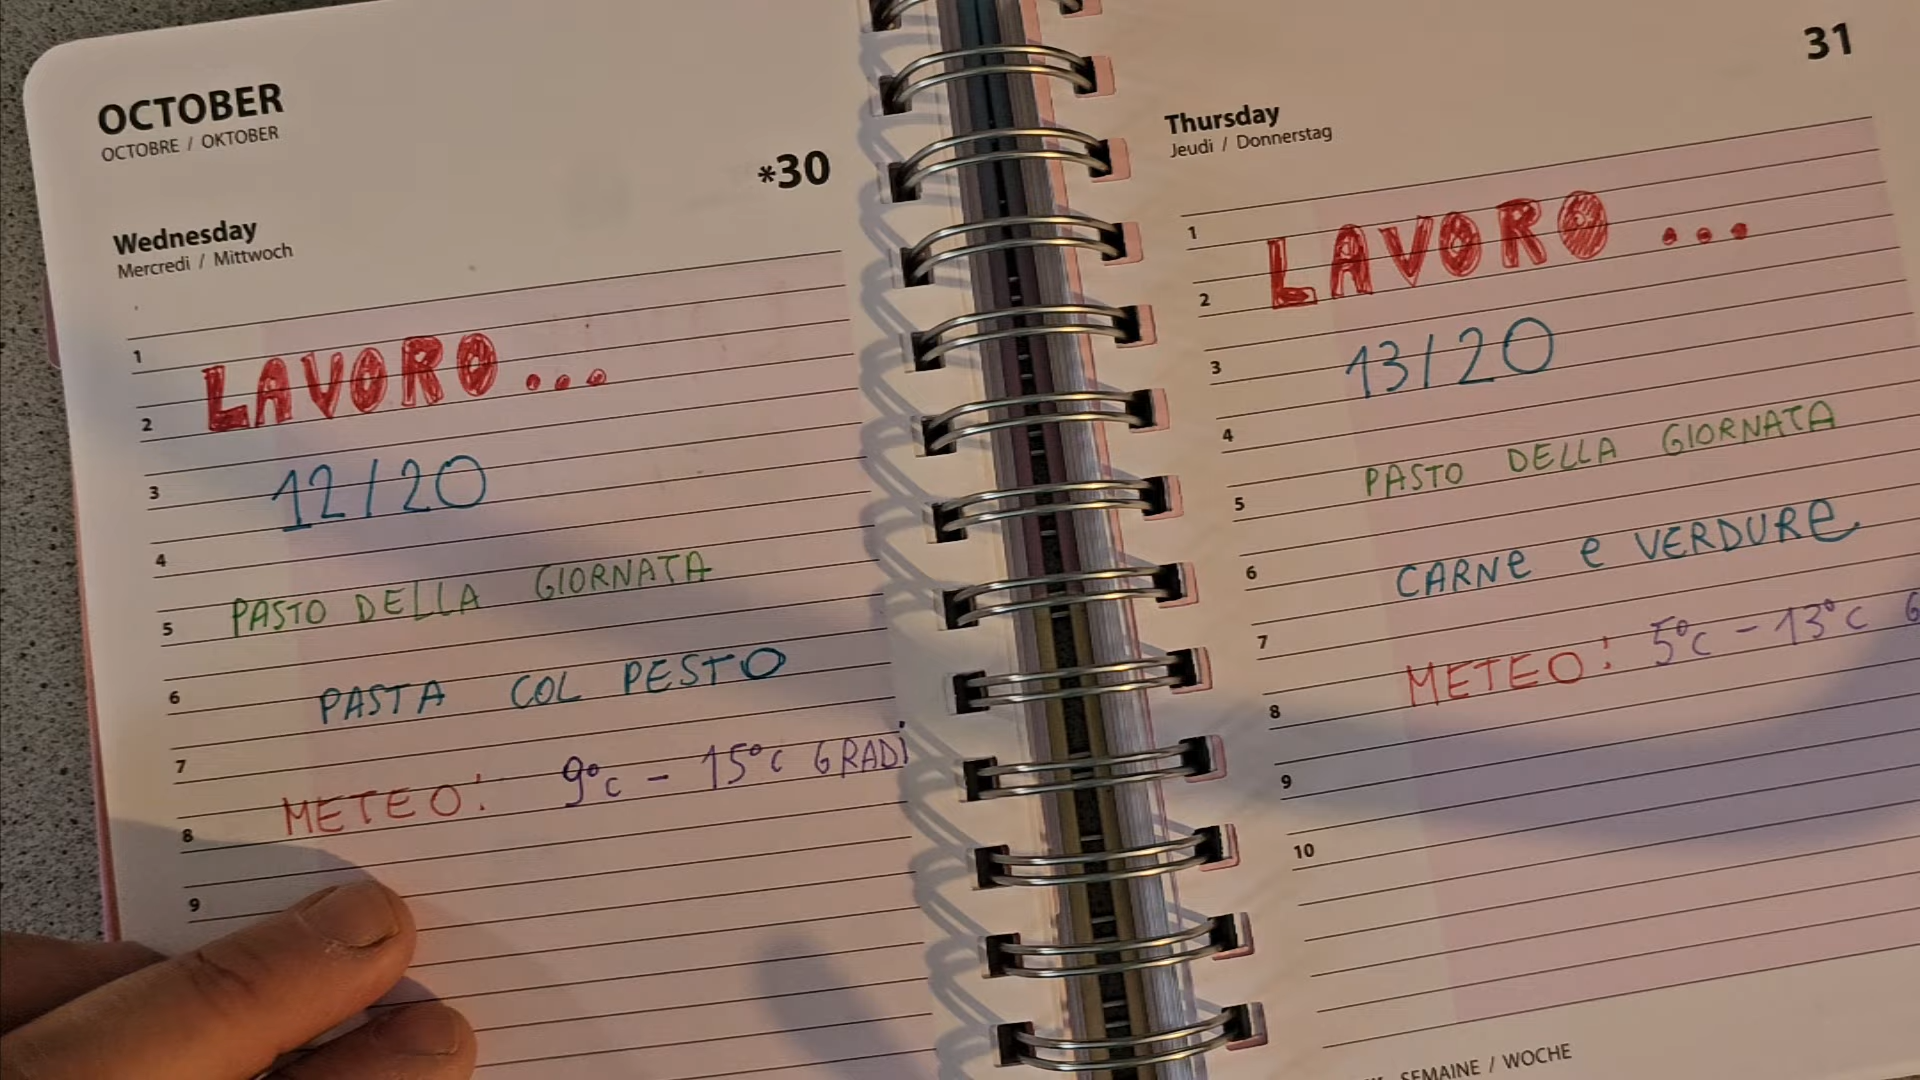 OCTOBER
OCTOBRE / OKTOBER
*30
Wednesday
Mercredi / Mittwoch
1
LAVORO...
2
3
12/20
4
PASTO DELLA GIORNATA
5
6
PASTA COL PESTO
7
METEO: 9°C - 15°C GRADI
8
9
31
Thursday
Jeudi / Donnerstag
1
LAVORO ...
2
3
13/20
4
PASTO DELLA GIORNATA
5
6
CARNe e VERDURe
7
METEO: 5°C - 13°C G
8
9
10
SEMAINE / WOCHE